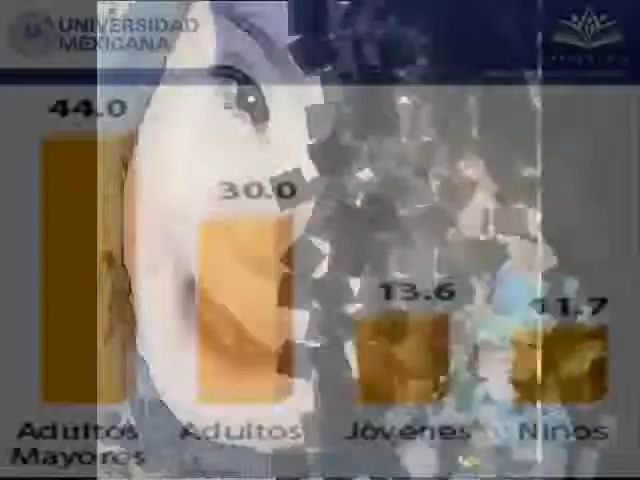 UNIVERSIDAD
MEXICANA
44.0
30.0
13.6
11.7
Adultos
Mayores
Adultos
Jóvenes
Niños